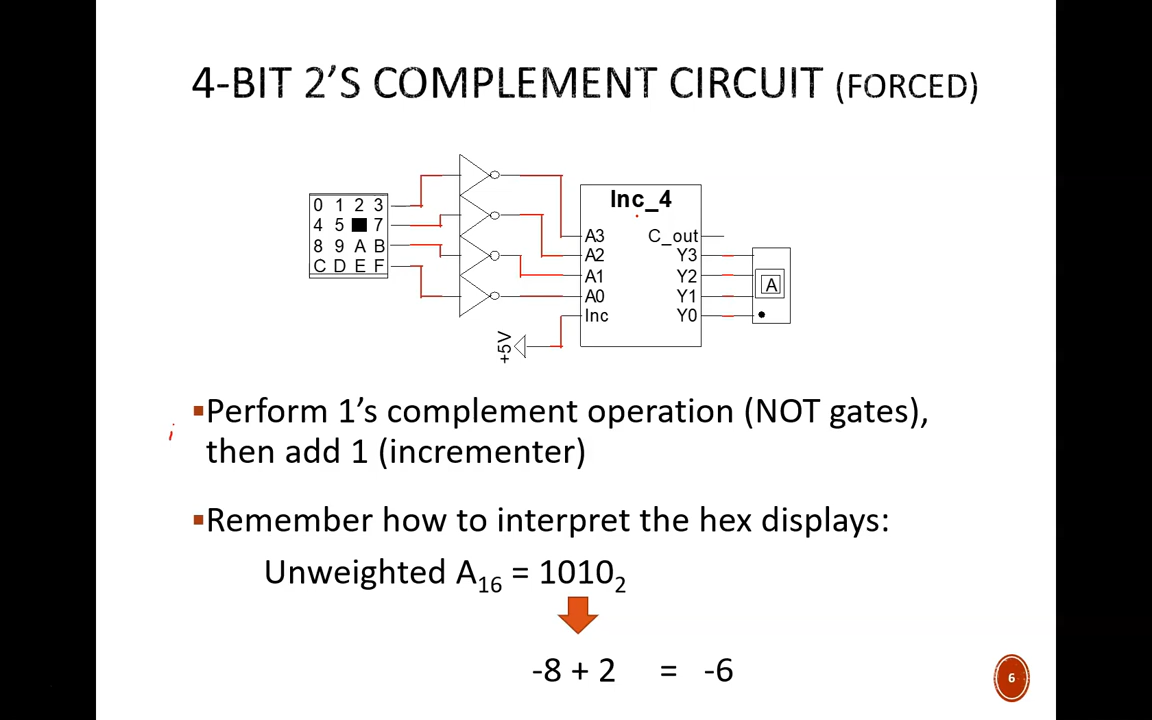 4-BIT 2'S COMPLEMENT CIRCUIT (FORCED)
0 1 2 3
4 5 7
8 9 A B
C D E F
Inc_4
A3 C_out
A2 Y3
A1 Y2
A0 Y1
Inc Y0
A
+5V
▪Perform 1's complement operation (NOT gates),
then add 1 (incrementer)
▪Remember how to interpret the hex displays:
Unweighted A₁₆ = 1010₂
-8 + 2 = -6
6